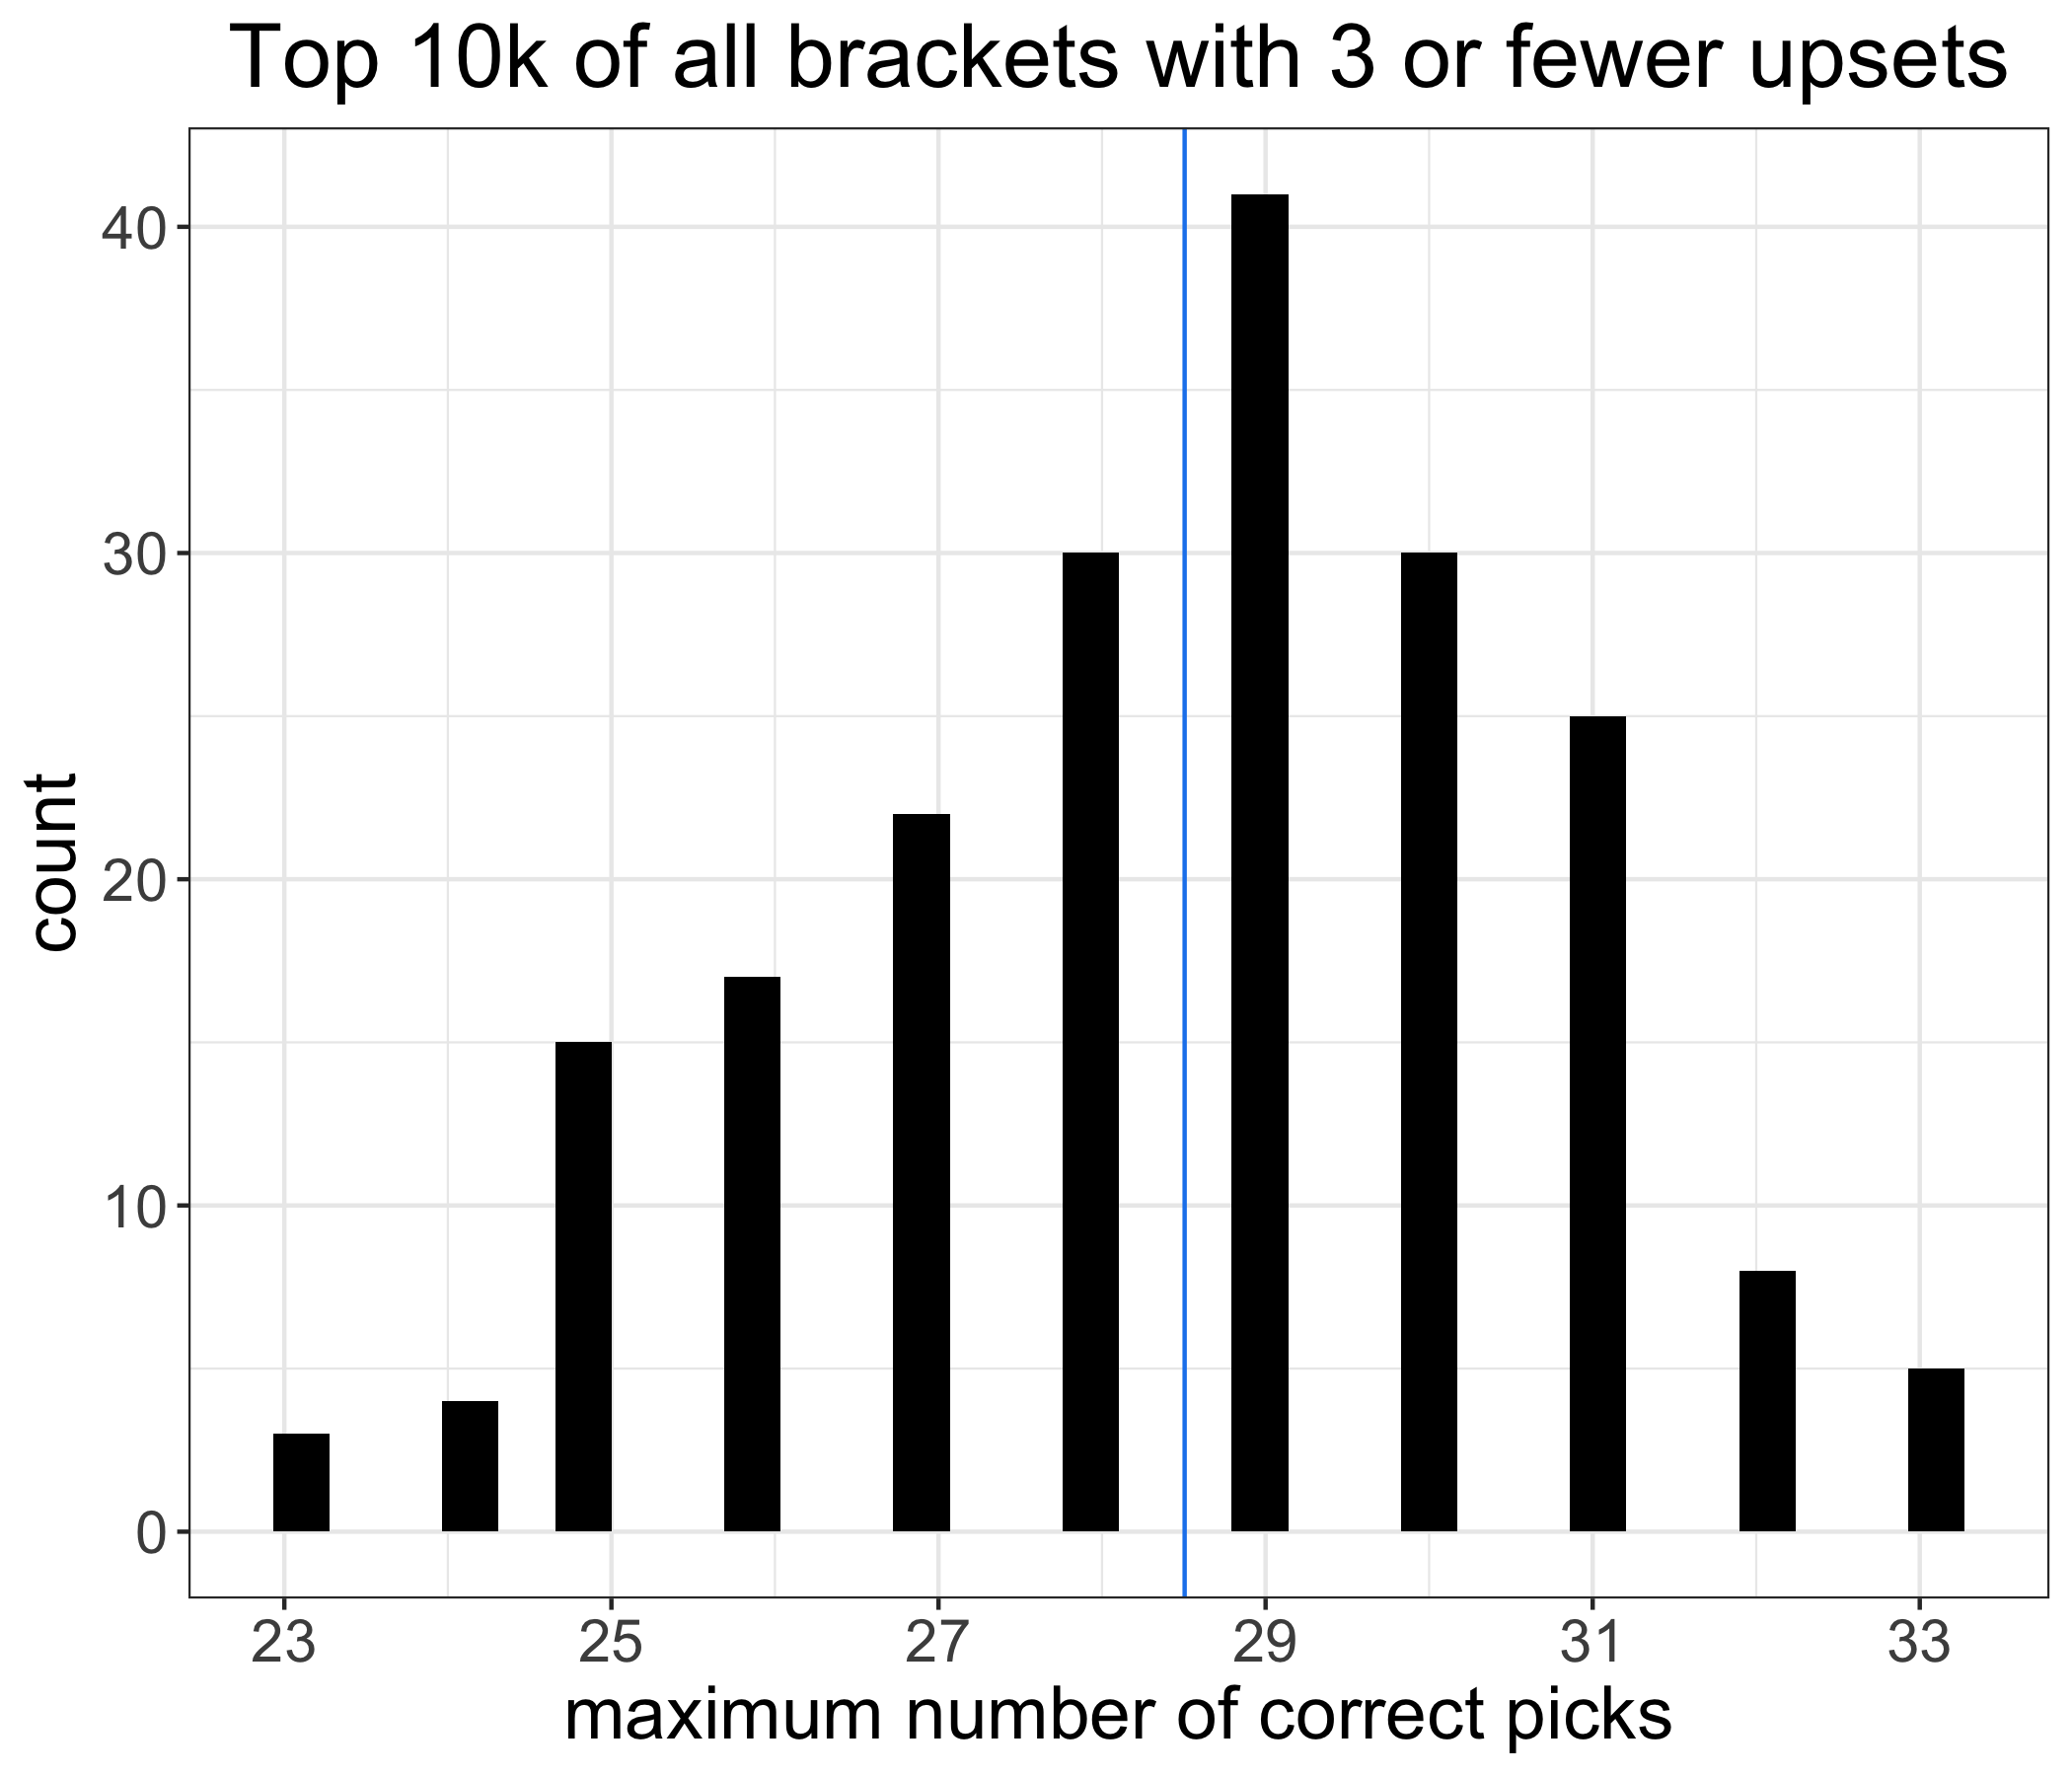 Top 10k of all brackets with 3 or fewer upsets
40
30
20
10
0
count
23 25 27 29 31 33
maximum number of correct picks